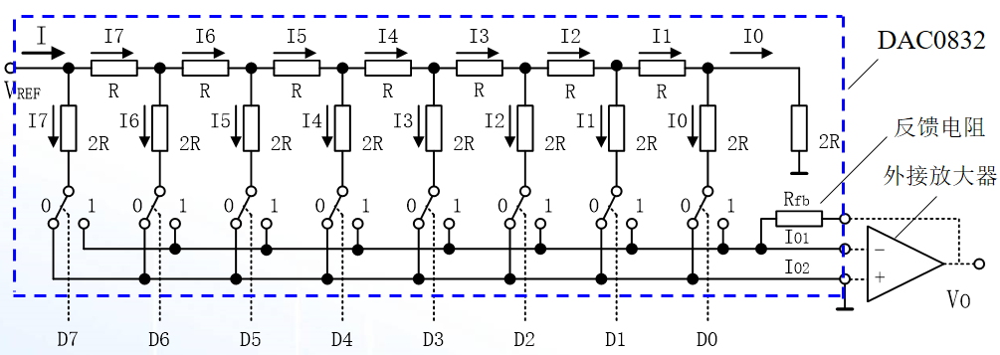 I I7 I6 I5 I4 I3 I2 I1 I0 DAC0832
VREF R R R R R R R
I7 2R I6 2R I5 2R I4 2R I3 2R I2 2R I1 2R I0 2R 2R
反馈电阻
外接放大器
0 1 0 1 0 1 0 1 0 1 0 1 0 1 0 1 Rfb
I01 −
I02 +
VO
D7 D6 D5 D4 D3 D2 D1 D0